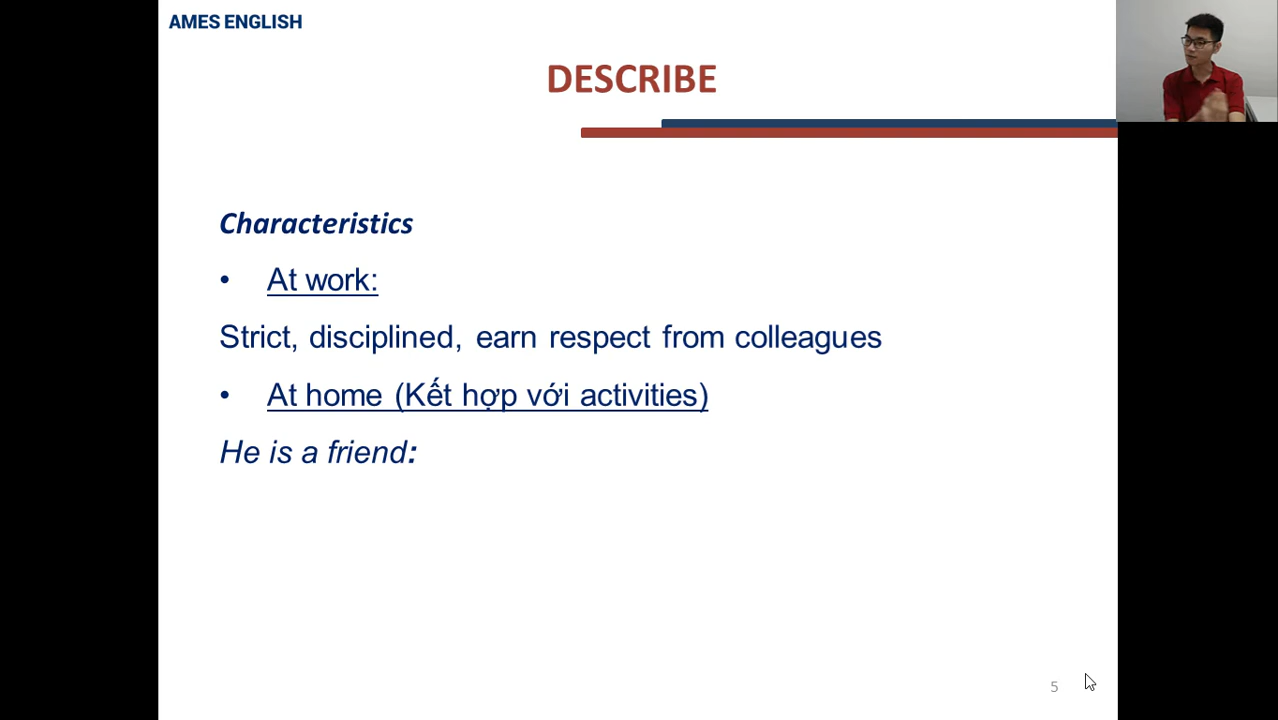 AMES ENGLISH
DESCRIBE
Characteristics
• At work:
Strict, disciplined, earn respect from colleagues
• At home (Kết hợp với activities)
He is a friend:
5